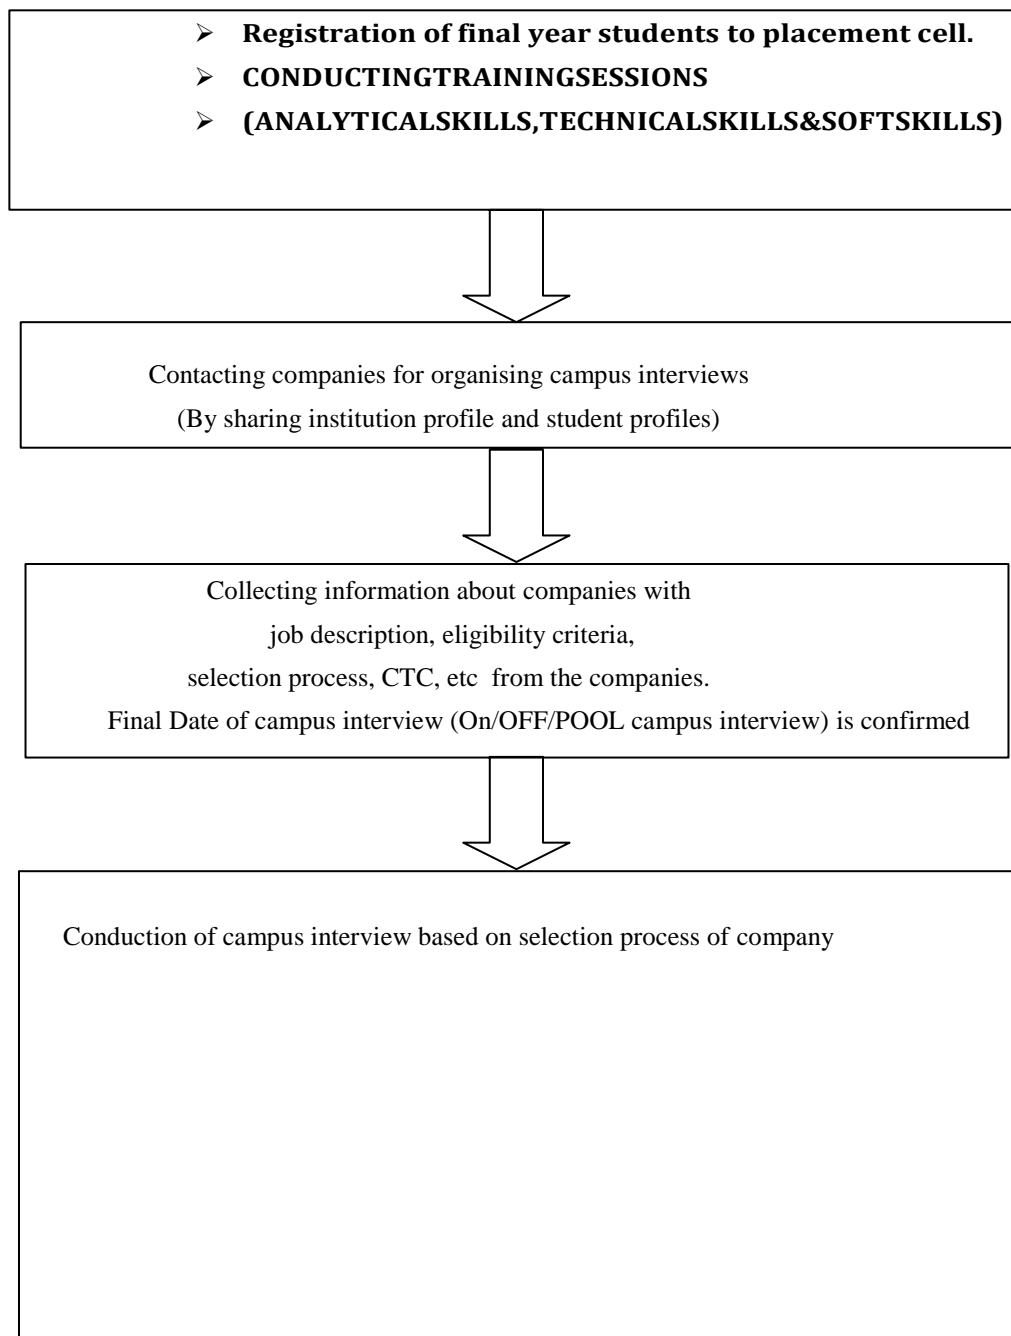 ➢ Registration of final year students to placement cell.
➢ CONDUCTINGTRAININGSESSIONS
➢ (ANALYTICALSKILLS,TECHNICALSKILLS&SOFTSKILLS)
Contacting companies for organising campus interviews
(By sharing institution profile and student profiles)
Collecting information about companies with
job description, eligibility criteria,
selection process, CTC, etc from the companies.
Final Date of campus interview (On/OFF/POOL campus interview) is confirmed
Conduction of campus interview based on selection process of company